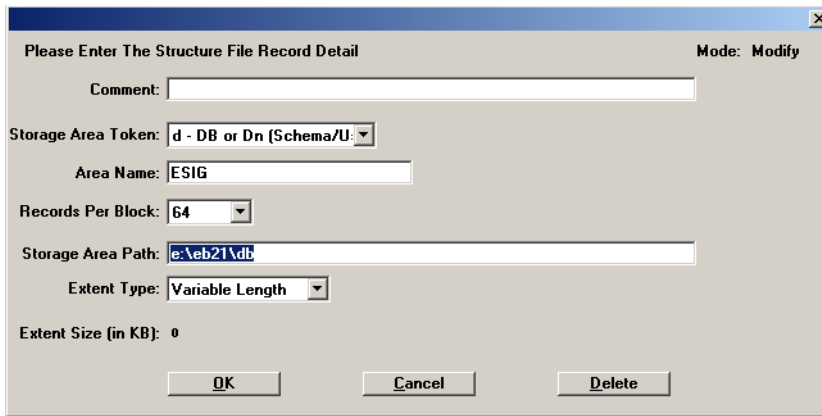 Please Enter The Structure File Record Detail Mode: Modify
Comment:
Storage Area Token: d - DB or Dn (Schema/U
Area Name: ESIG
Records Per Block: 64
Storage Area Path: e:\eb21\db
Extent Type: Variable Length
Extent Size (in KB): 0
OK Cancel Delete